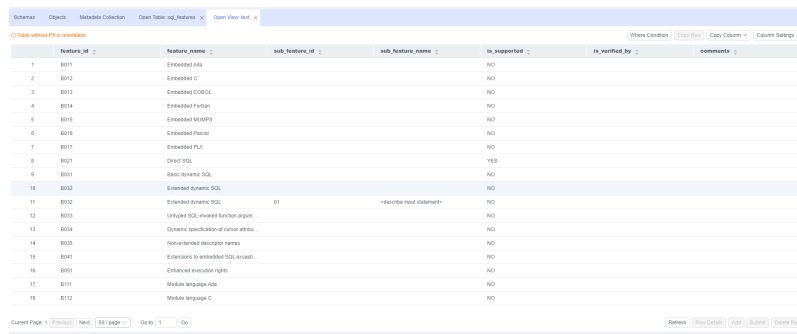 Schemas Objects Metadata Collection Open Table: sql_features × Open View: test ×
Table without PK is uneditable. Where Condition Copy Row Copy Column Column Settings
feature_id feature_name sub_feature_id sub_feature_name is_supported is_verified_by comments
1 B011 Embedded Ada NO
2 B012 Embedded C NO
3 B013 Embedded COBOL NO
4 B014 Embedded Fortran NO
5 B015 Embedded MUMPS NO
6 B016 Embedded Pascal NO
7 B017 Embedded PL/I NO
8 B021 Direct SQL YES
9 B031 Basic dynamic SQL NO
10 B032 Extended dynamic SQL NO
11 B032 Extended dynamic SQL 01 <describe input statement> NO
12 B033 Untyped SQL-invoked function argum... NO
13 B034 Dynamic specification of cursor attribu... NO
14 B035 Non-extended descriptor names NO
15 B041 Extensions to embedded SQL excepti... NO
16 B051 Enhanced execution rights NO
17 B111 Module language Ada NO
18 B112 Module language C NO
Current Page: 1 Previous Next 50 / page Go to 1 Go Refresh Row Details Add Submit Delete Ro